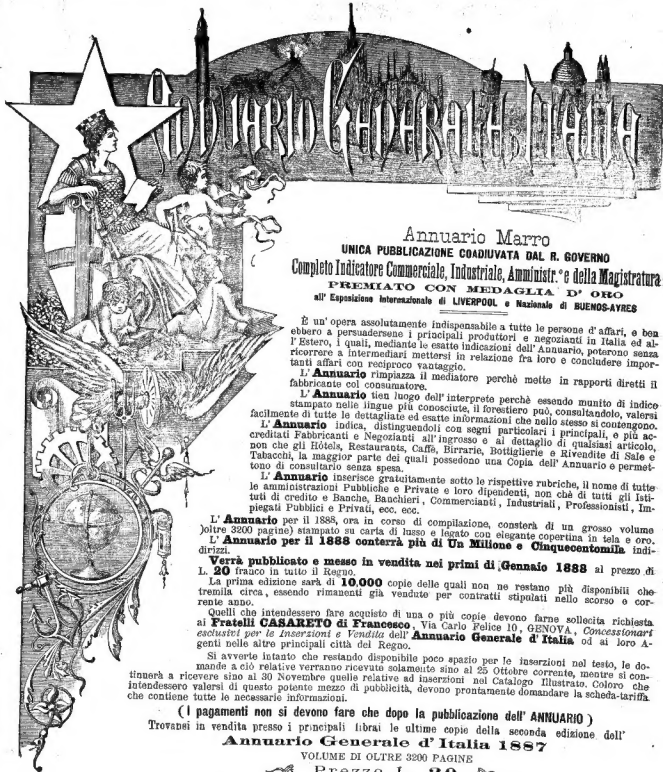 ANNUARIO GENERALE D'ITALIA
Annuario Marro
UNICA PUBBLICAZIONE COADIUVATA DAL R. GOVERNO
Completo Indicatore Commerciale, Industriale, Amministr.º e della Magistratura
PREMIATO CON MEDAGLIA D' ORO
all' Esposizione Internazionale di LIVERPOOL e Nazionale di BUENOS-AYRES
È un' opera assolutamente indispensabile a tutte le persone d' affari, e ben
ebbero a persuadersene i principali produttori e negozianti in Italia ed al-
l' Estero, i quali, mediante le esatte indicazioni dell' Annuario, poterono senza
ricorrere a intermediari mettersi in relazione fra loro e conchiudere impor-
tanti affari con reciproco vantaggio.
L' Annuario rimpiazza il mediatore perchè mette in rapporti diretti il
fabbricante col consumatore.
L' Annuario tien luogo dell' interprete perchè essendo munito di indice
stampato nelle lingue più conosciute, il forestiero può, consultandolo, valersi
facilmente di tutte le dettagliate ed esatte informazioni che nello stesso si contengono.
L' Annuario indica, distinguendoli con segni particolari i principali, e più ac-
creditati Fabbricanti e Negozianti all' ingrosso e al dettaglio di qualsiasi articolo,
non che gli Hôtels, Restaurants, Caffè, Birrarie, Bottiglierie e Rivendite di Sale e
Tabacchi, la maggior parte dei quali possedono una Copia dell' Annuario e permet-
tono di consultarlo senza spesa.
L' Annuario inserisce gratuitamente sotto le rispettive rubriche, il nome di tutte
le amministrazioni Pubbliche e Private e loro dipendenti, non chè di tutti gli Isti-
tuti di credito e Banche, Banchieri, Commercianti, Industriali, Professionisti, Im-
piegati Pubblici e Privati, ecc. ecc.
L' Annuario per il 1888, ora in corso di compilazione, consterà di un grosso volume
)oltre 3200 pagine) stampato su carta di lusso e legato con elegante copertina in tela e oro.
L' Annuario per il 1888 conterrà più di Un Milione e Cinquecentomila indi-
dirizzi.
Verrà pubblicato e messo in vendita nei primi di Gennaio 1888 al prezzo di
L. 20 franco in tutto il Regno.
La prima edizione sarà di 10,000 copie delle quali non ne restano più disponibili che
tremila circa, essendo rimanenti già vendute per contratti stipulati nello scorso e cor-
rente anno.
Quelli che intendessero fare acquisto di una o più copie devono farne sollecita richiesta
ai Fratelli CASARETO di Francesco, Via Carlo Felice 10, GENOVA, Concessionari
esclusivi per le Inserzioni e Vendita dell' Annuario Generale d' Italia od ai loro A-
genti nelle altre principali città del Regno.
Si avverte intanto che restando disponibile poco spazio per le inserzioni nel testo, le do-
mande a ciò relative verranno ricevute solamente sino al 25 Ottobre corrente, mentre si con-
tinuerà a ricevere sino al 30 Novembre quelle relative ad inserzioni nel Catalogo Illustrato. Coloro che
intendessero valersi di questo potente mezzo di pubblicità, devono prontamente domandare la scheda-tariffa
che contiene tutte le necessarie informazioni.
(I pagamenti non si devono fare che dopo la pubblicazione dell' ANNUARIO)
Trovansi in vendita presso i principali librai le ultime copie della seconda edizione dell'
Annuario Generale d' Italia 1887
VOLUME DI OLTRE 3200 PAGINE
Prezzo L. 20